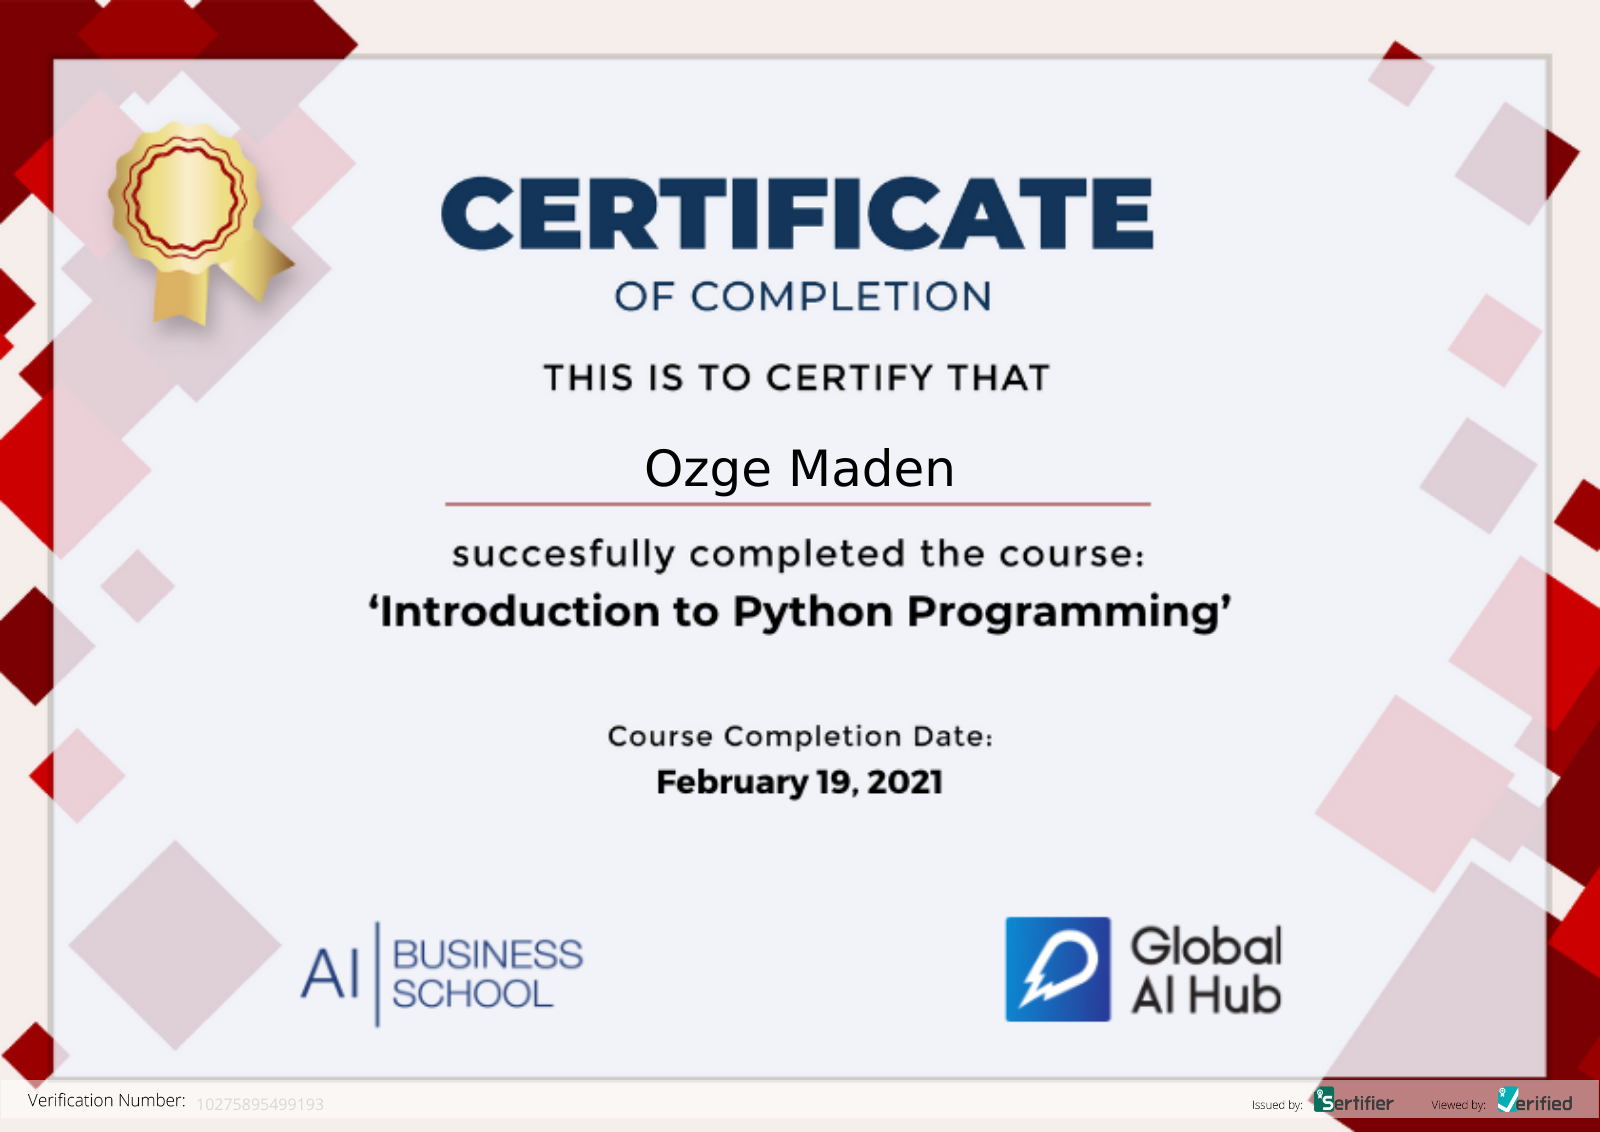 CERTIFICATE
OF COMPLETION
THIS IS TO CERTIFY THAT
Ozge Maden
succesfully completed the course:
‘Introduction to Python Programming’
Course Completion Date:
February 19, 2021
AI BUSINESS SCHOOL
Global AI Hub
Verification Number: 10275895499193
Issued by: Sertifier
Viewed by: Verified